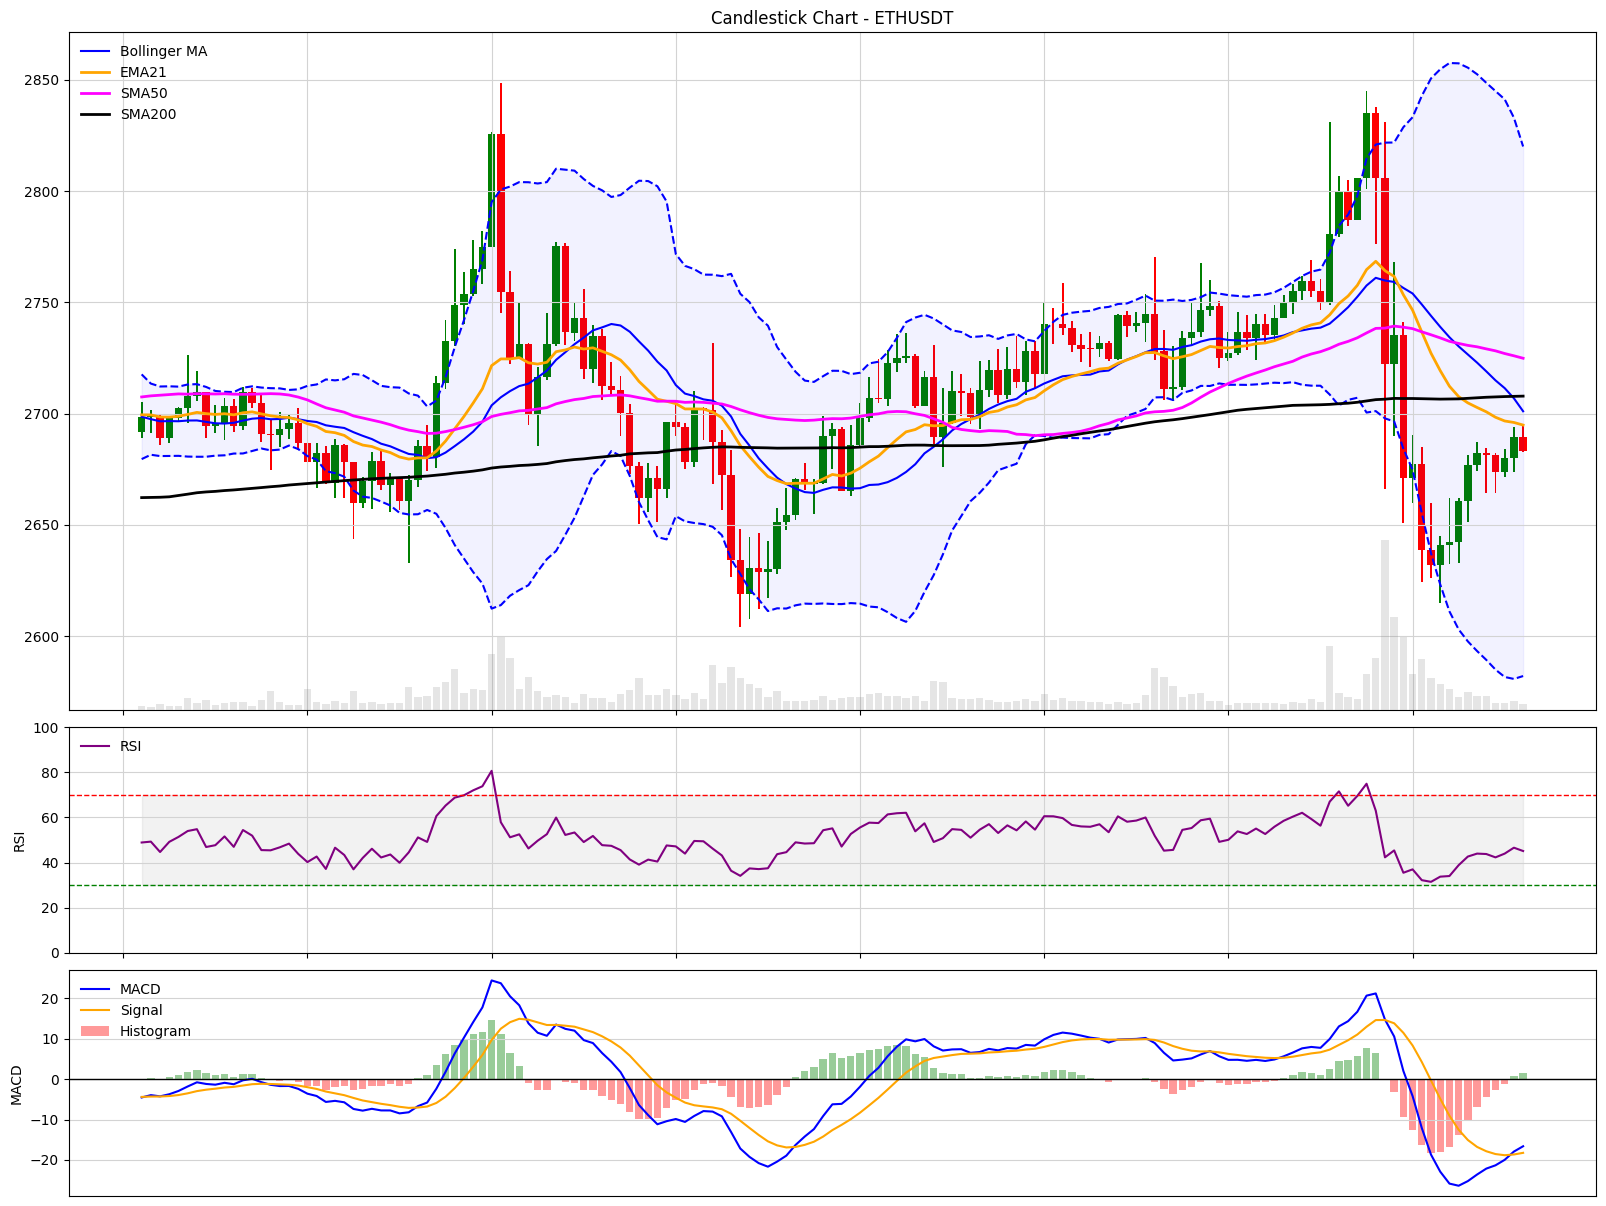 Candlestick Chart - ETHUSDT
Bollinger MA
EMA21
SMA50
SMA200
2850
2800
2750
2700
2650
2600
RSI
100
80
60
40
20
0
RSI
MACD
Signal
Histogram
20
10
0
−10
−20
MACD